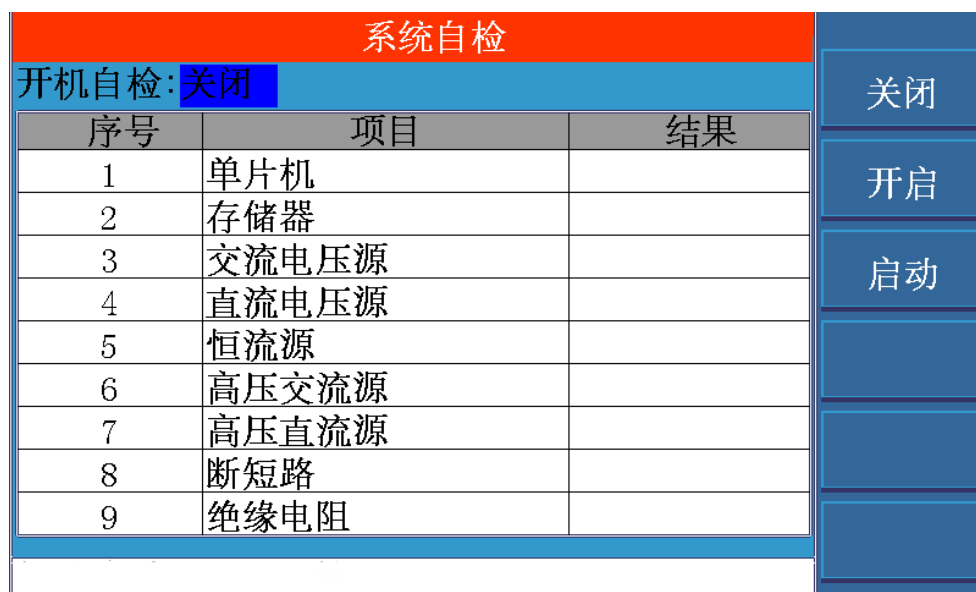 系统自检
开机自检:关闭
序号 项目 结果
1 单片机
2 存储器
3 交流电压源
4 直流电压源
5 恒流源
6 高压交流源
7 高压直流源
8 断短路
9 绝缘电阻
关闭
开启
启动